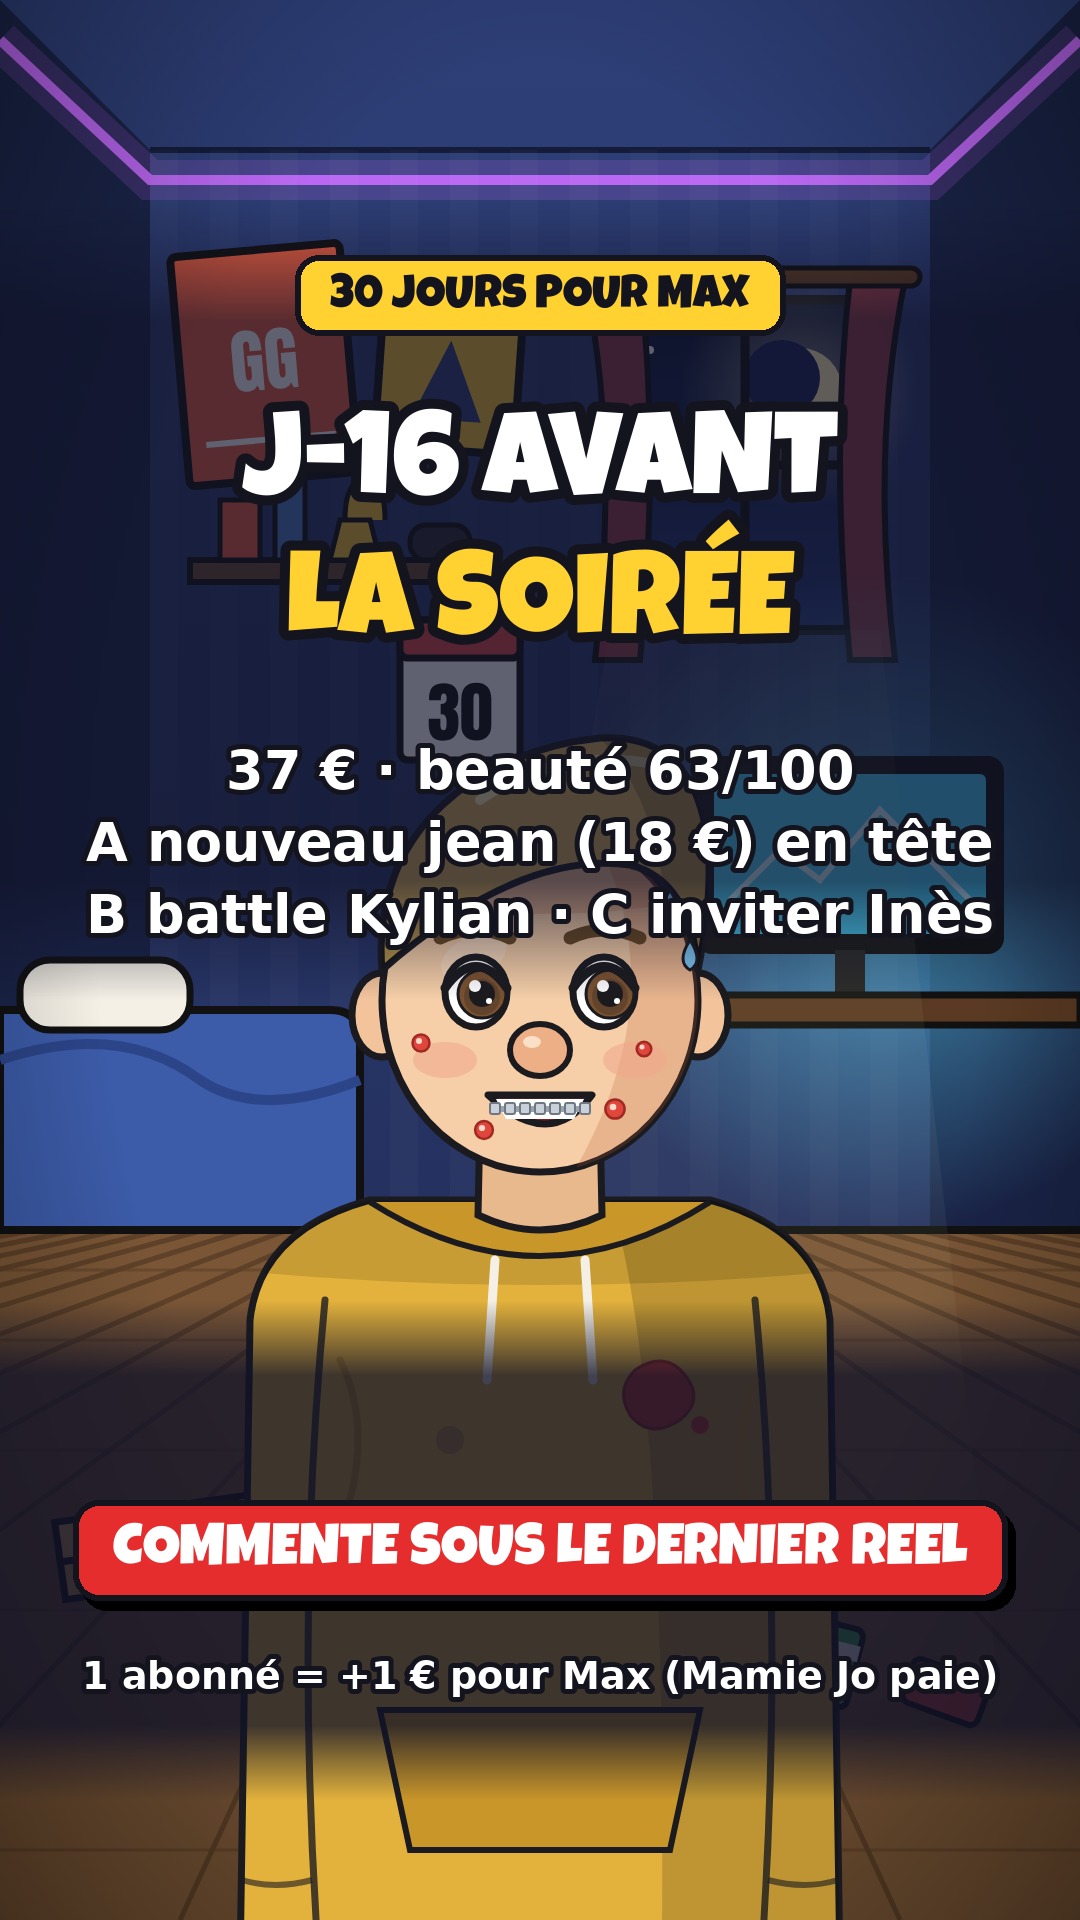 30 JOURS POUR MAX
GG
J-16 AVANT
LA SOIRÉE
30
37 € · beauté 63/100
A nouveau jean (18 €) en tête
B battle Kylian · C inviter Inès
COMMENTE SOUS LE DERNIER REEL
1 abonné = +1 € pour Max (Mamie Jo paie)